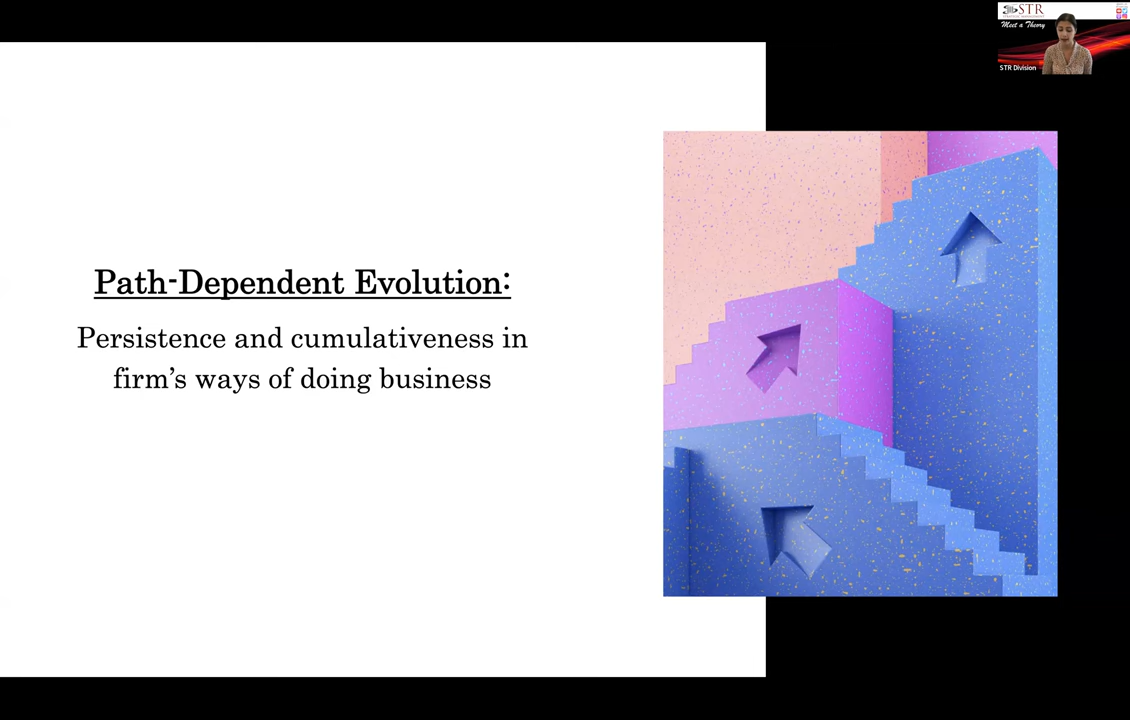 STR
Meet a Theory
STR Division
Path-Dependent Evolution:
Persistence and cumulativeness in
firm's ways of doing business